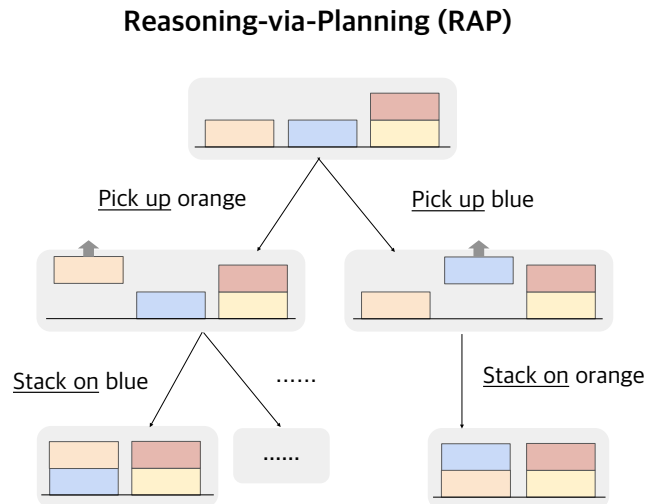 Reasoning-via-Planning (RAP)
Pick up orange
Pick up blue
Stack on blue
......
Stack on orange
......